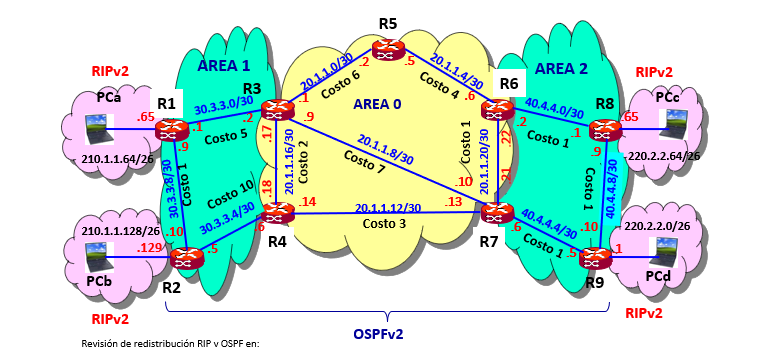 R5
AREA 1
AREA 2
RIPv2
RIPv2
R3
R6
20.1.1.0/30
.2
.5
20.1.1.4/30
PCa
R1
Costo 6
Costo 4
R8
PCc
30.3.3.0/30
.1
AREA 0
.6
40.4.4.0/30
.65
.1
.2
.9
.2
.1
.65
Costo 5
Costo 1
.9
.17
.22
.9
210.1.1.64/26
20.1.1.16/30
Costo 2
20.1.1.8/30
20.1.1.20/30
Costo 1
220.2.2.64/26
30.3.3.8/30
Costo 1
Costo 7
Costo 1
40.4.4.8/30
Costo 10
.18
.10
.21
210.1.1.128/26
30.3.3.4/30
.14
20.1.1.12/30
.13
40.4.4.4/30
220.2.2.0/26
.10
.6
Costo 3
.6
.10
.129
.5
R4
R7
Costo 1
.5
.1
PCb
R2
R9
PCd
RIPv2
RIPv2
OSPFv2
Revisión de redistribución RIP y OSPF en: